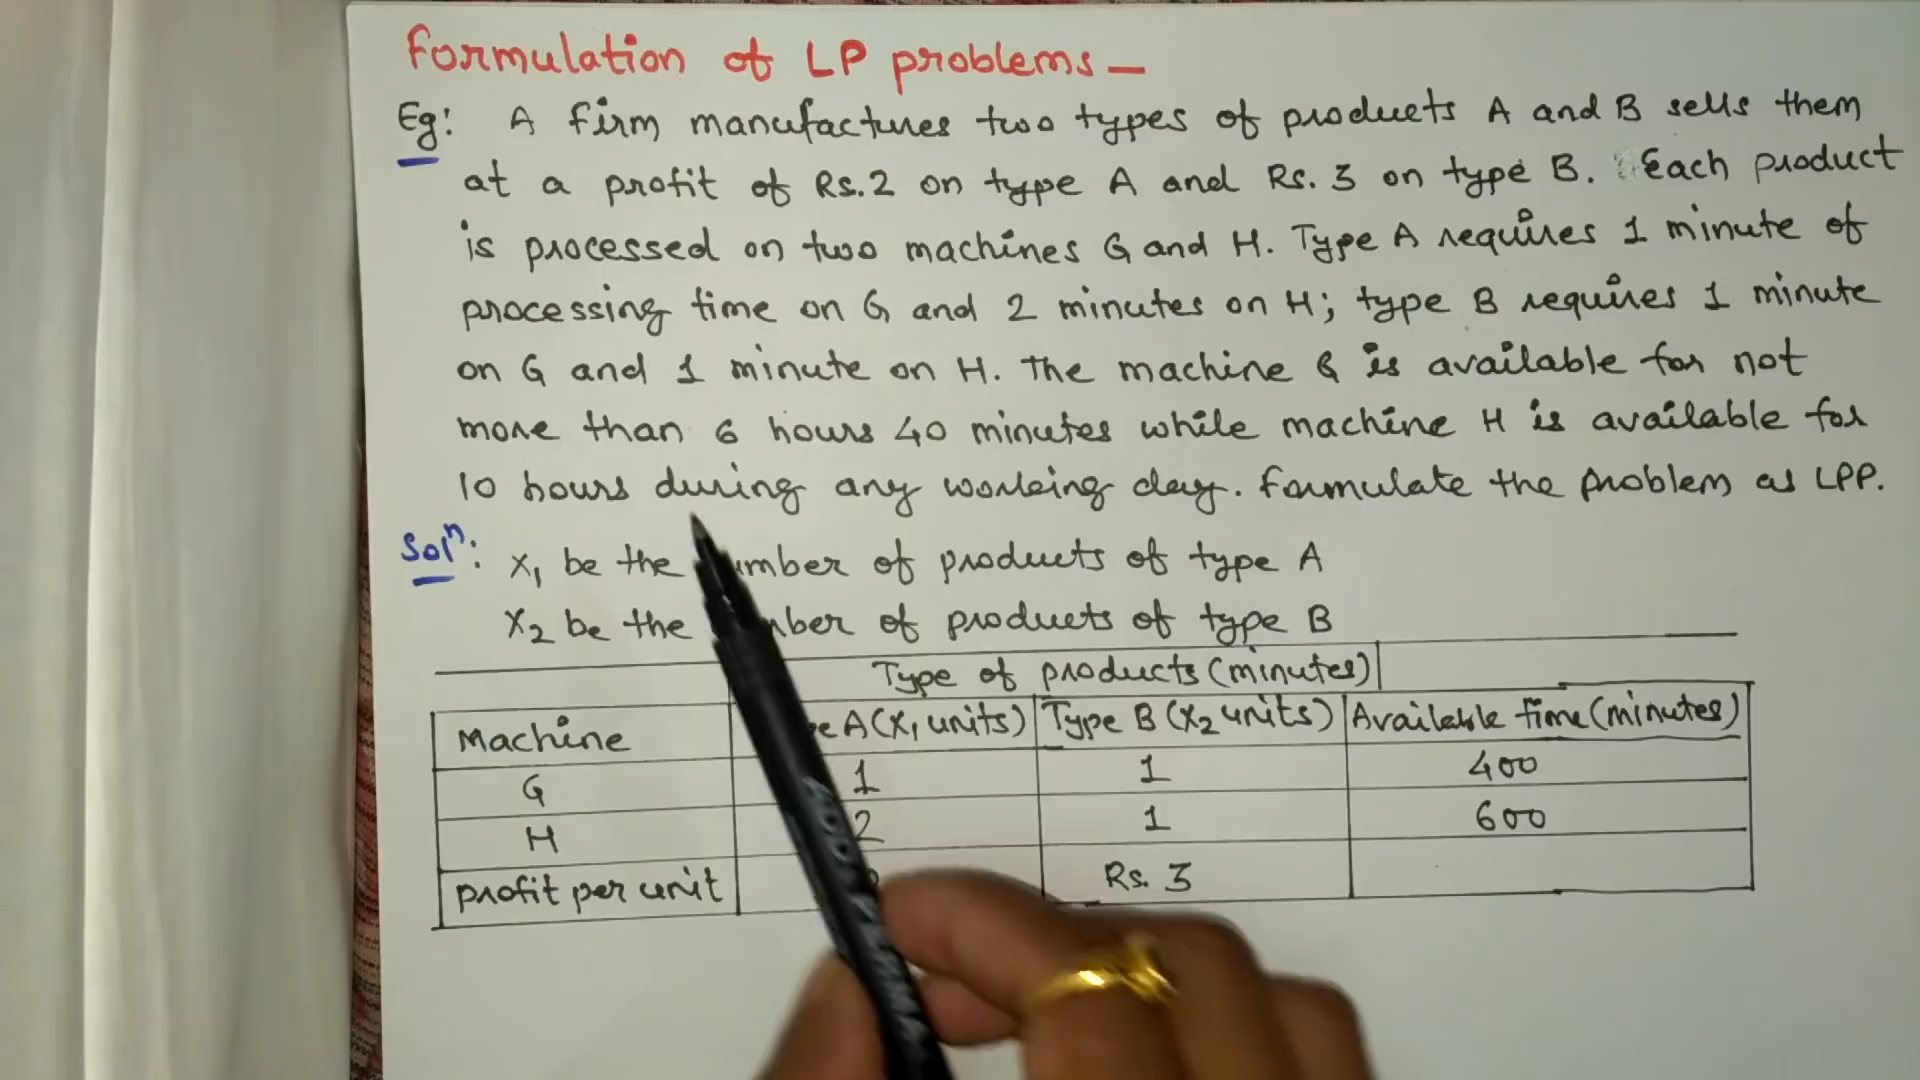 Formulation of LP problems -
Eg: A firm manufactures two types of products A and B sells them
at a profit of Rs.2 on type A and Rs. 3 on type B. Each product
is processed on two machines G and H. Type A requires 1 minute of
processing time on G and 2 minutes on H; type B requires 1 minute
on G and 1 minute on H. The machine G is available for not
more than 6 hours 40 minutes while machine H is available for
10 hours during any working day. Formulate the problem as LPP.
Solⁿ: X₁ be the number of products of type A
X₂ be the of products of type B
Type of products (minutes)
Machine A (X₁ units) Type B (X₂ units) Available time (minutes)
G 1 1 400
H 2 1 600
Profit per unit Rs. 3